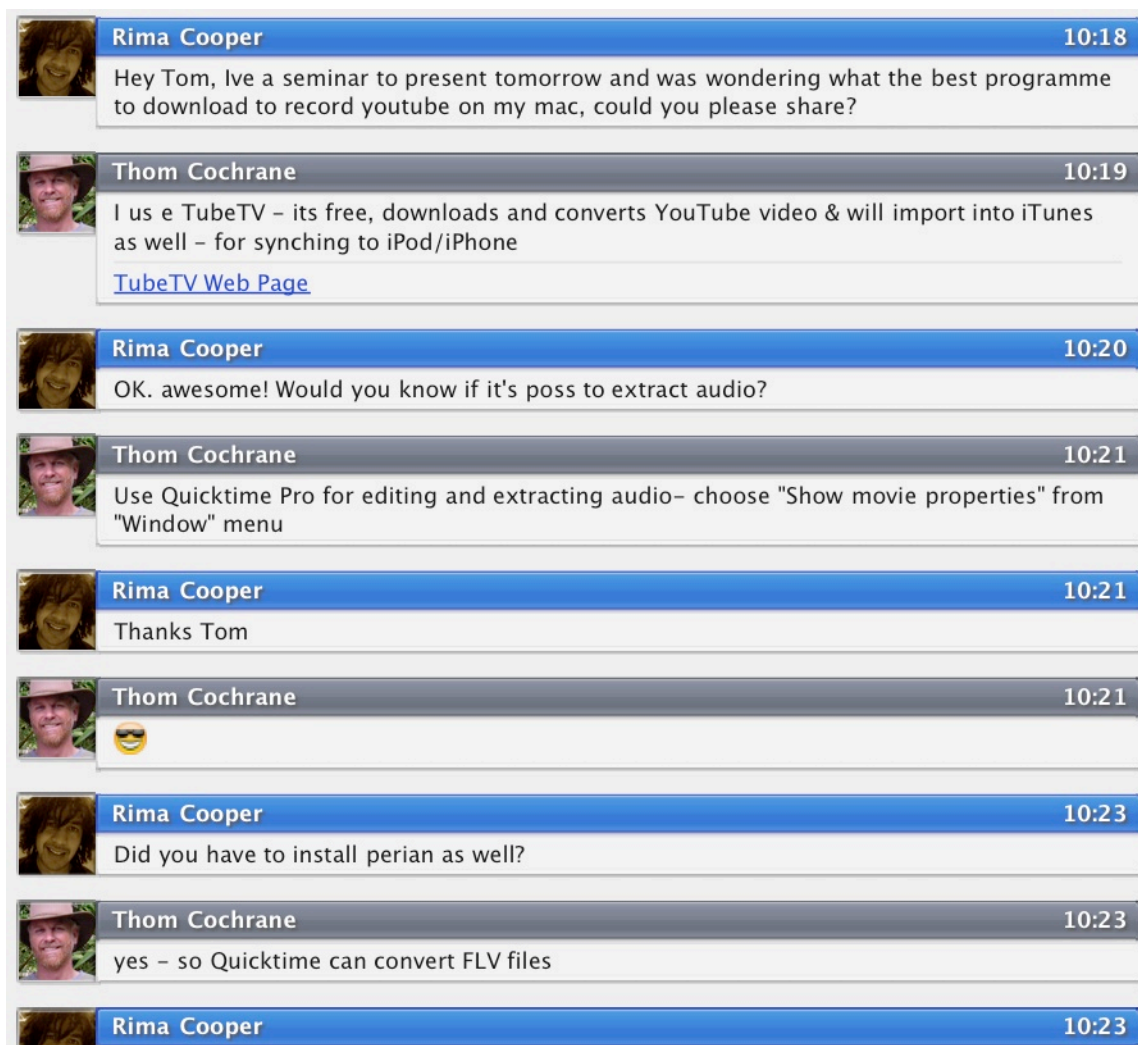 Rima Cooper 10:18
Hey Tom, Ive a seminar to present tomorrow and was wondering what the best programme
to download to record youtube on my mac, could you please share?
Thom Cochrane 10:19
I us e TubeTV – its free, downloads and converts YouTube video & will import into iTunes
as well – for synching to iPod/iPhone
TubeTV Web Page
Rima Cooper 10:20
OK. awesome! Would you know if it's poss to extract audio?
Thom Cochrane 10:21
Use Quicktime Pro for editing and extracting audio– choose "Show movie properties" from
"Window" menu
Rima Cooper 10:21
Thanks Tom
Thom Cochrane 10:21
Rima Cooper 10:23
Did you have to install perian as well?
Thom Cochrane 10:23
yes – so Quicktime can convert FLV files
Rima Cooper 10:23